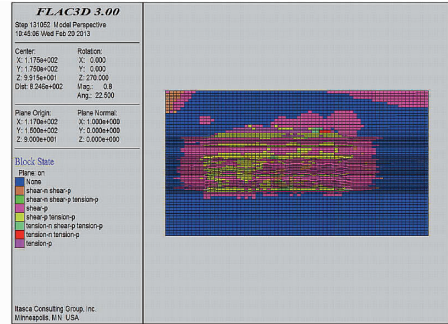 FLAC3D 3.00
Step 131052 Model Perspective
10:45:06 Wed Feb 20 2013
Center: Rotation:
X: 1.175e+002 X: 0.000
Y: 1.750e+002 Y: 0.000
Z: 9.915e+001 Z: 270.000
Dist: 8.246e+002 Mag.: 0.8
Ang.: 22.500
Plane Origin: Plane Normal:
X: 1.170e+002 X: 1.000e+000
Y: 1.500e+002 Y: 0.000e+000
Z: 9.000e+001 Z: 0.000e+000
Block State
Plane: on
None
shear-n shear-p
shear-n shear-p tension-p
shear-p
shear-p tension-p
tension-n shear-p tension-p
tension-n tension-p
tension-p
Itasca Consulting Group, Inc.
Minneapolis, MN USA